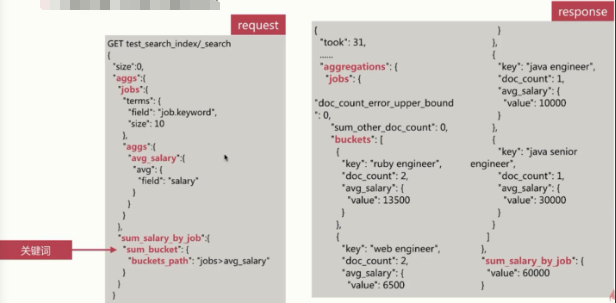 request
GET test_search_index/_search
{
"size":0,
"aggs":{
"jobs":{
"terms": {
"field": "job.keyword",
"size": 10
},
"aggs":{
"avg_salary":{
"avg": {
"field": "salary"
}
}
}
},
"sum_salary_by_job":{
"sum_bucket": {
"buckets_path": "jobs>avg_salary"
}
}
}
}
关键词
response
{
"took": 31,
......
"aggregations": {
"jobs": {
"doc_count_error_upper_bound
": 0,
"sum_other_doc_count": 0,
"buckets": [
{
"key": "ruby engineer",
"doc_count": 2,
"avg_salary": {
"value": 13500
}
},
{
"key": "web engineer",
"doc_count": 2,
"avg_salary": {
"value": 6500
}
},
{
"key": "java engineer",
"doc_count": 1,
"avg_salary": {
"value": 10000
}
},
{
"key": "java senior
engineer",
"doc_count": 1,
"avg_salary": {
"value": 30000
}
}
]
},
"sum_salary_by_job": {
"value": 60000
}
}
}